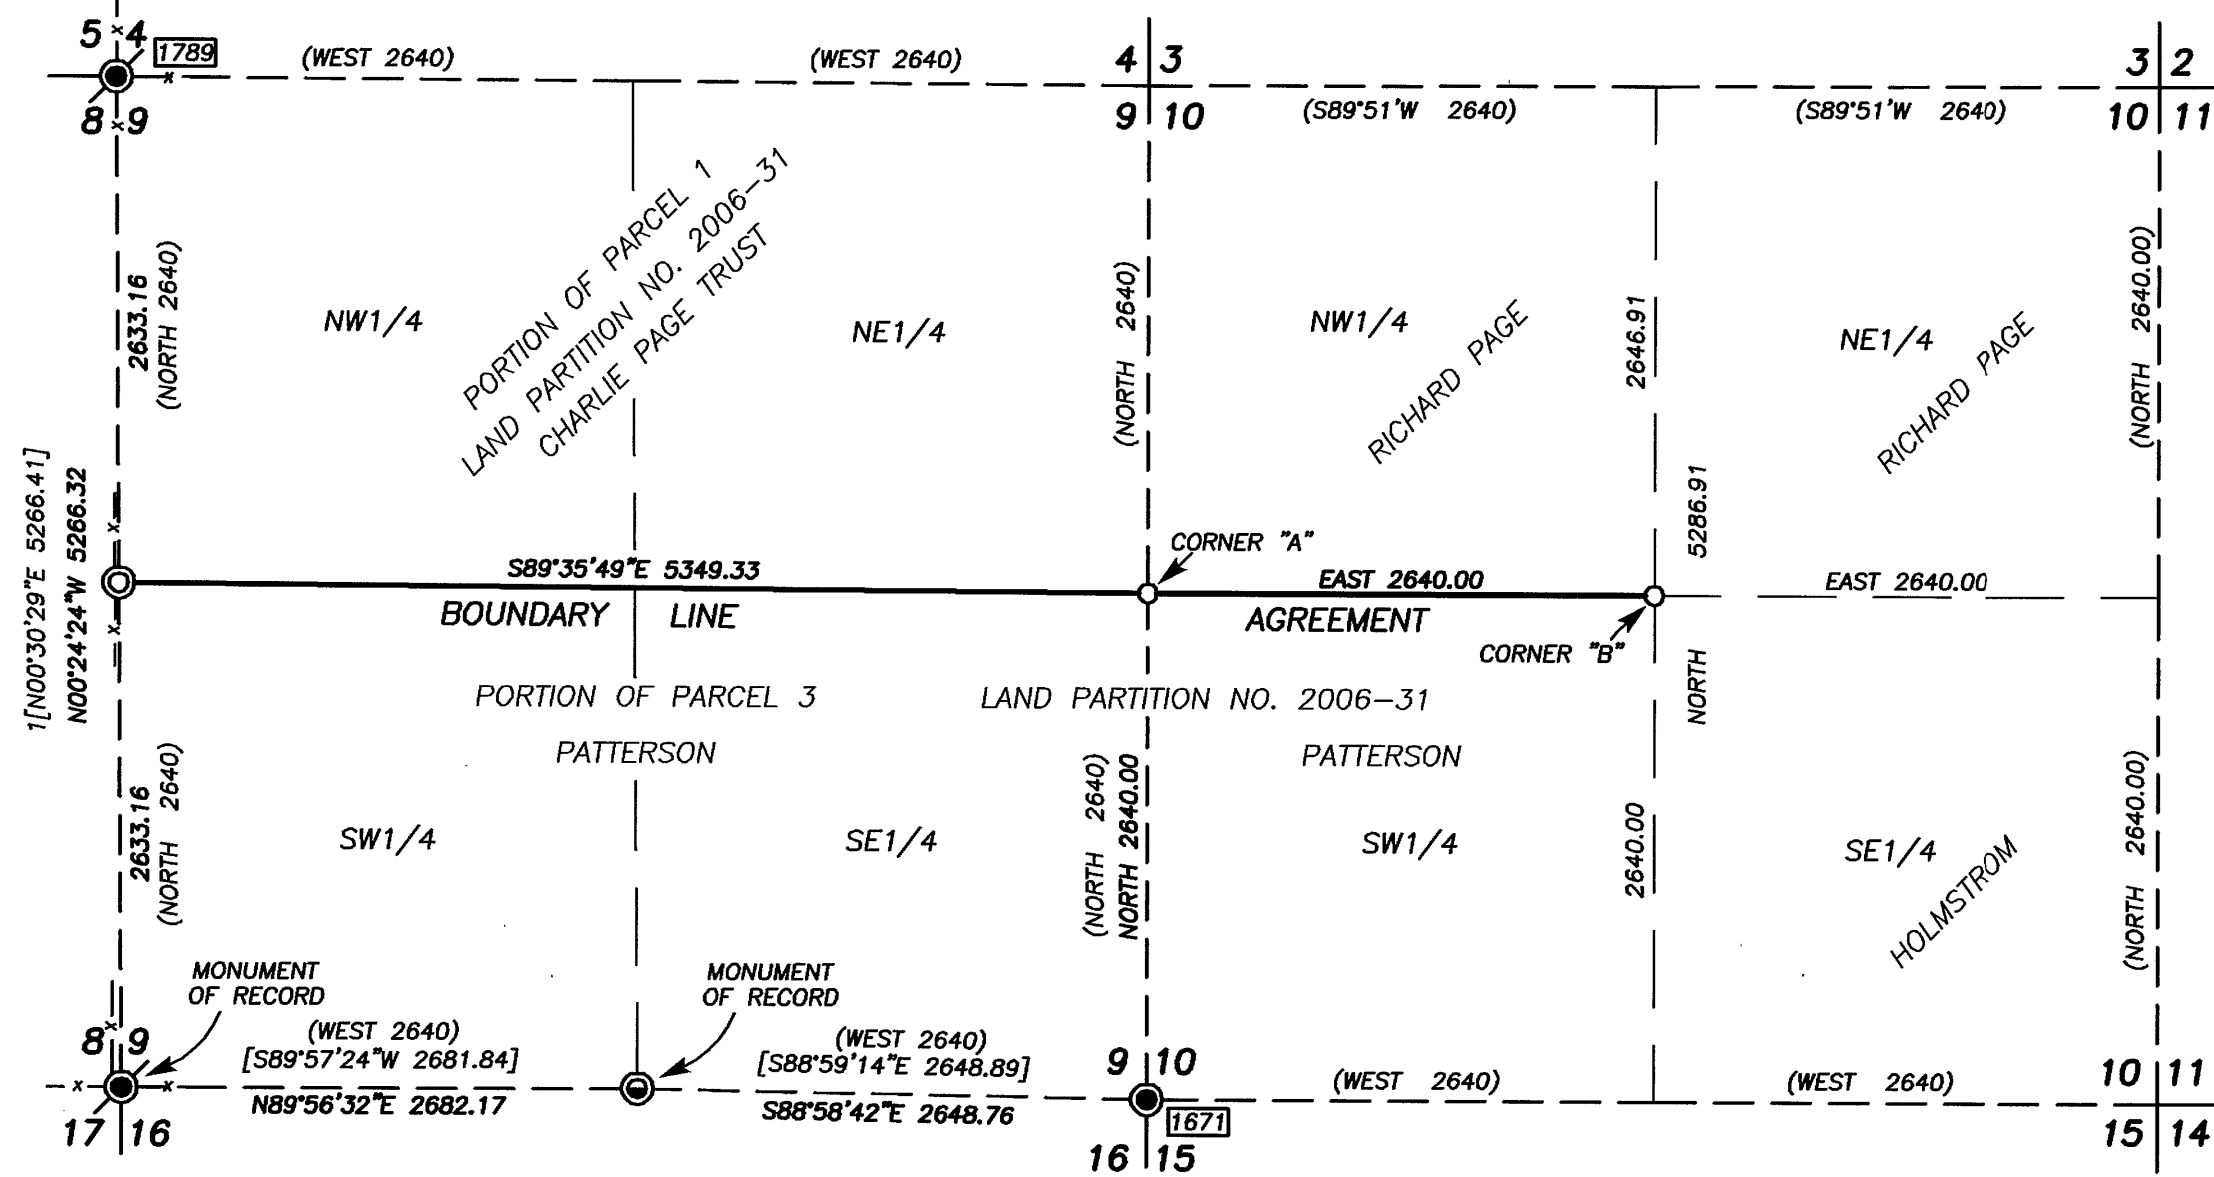 5 4
1789
8 9
(WEST 2640)
(WEST 2640)
4 3
9 10
(S89°51'W 2640)
(S89°51'W 2640)
3 2
10 11
2633.16
(NORTH 2640)
NW1/4
PORTION OF PARCEL 1
LAND PARTITION NO. 2006-31
CHARLIE PAGE TRUST
NE1/4
(NORTH 2640)
NW1/4
RICHARD PAGE
2646.91
NE1/4
RICHARD PAGE
(NORTH 2640.00)
1[N00°30'29"E 5266.41]
N00°24'24"W 5266.32
S89°35'49"E 5349.33
CORNER "A"
EAST 2640.00
5286.91
EAST 2640.00
BOUNDARY LINE
AGREEMENT
CORNER "B"
NORTH
PORTION OF PARCEL 3
LAND PARTITION NO. 2006-31
PATTERSON
PATTERSON
2633.16
(NORTH 2640)
SW1/4
SE1/4
(NORTH 2640)
NORTH 2640.00
SW1/4
2640.00
SE1/4
HOLMSTROM
(NORTH 2640.00)
MONUMENT
OF RECORD
MONUMENT
OF RECORD
8 9
17 16
(WEST 2640)
[S89°57'24"W 2681.84]
N89°56'32"E 2682.17
(WEST 2640)
[S88°59'14"E 2648.89]
S88°58'42"E 2648.76
9 10
1671
16 15
(WEST 2640)
(WEST 2640)
10 11
15 14